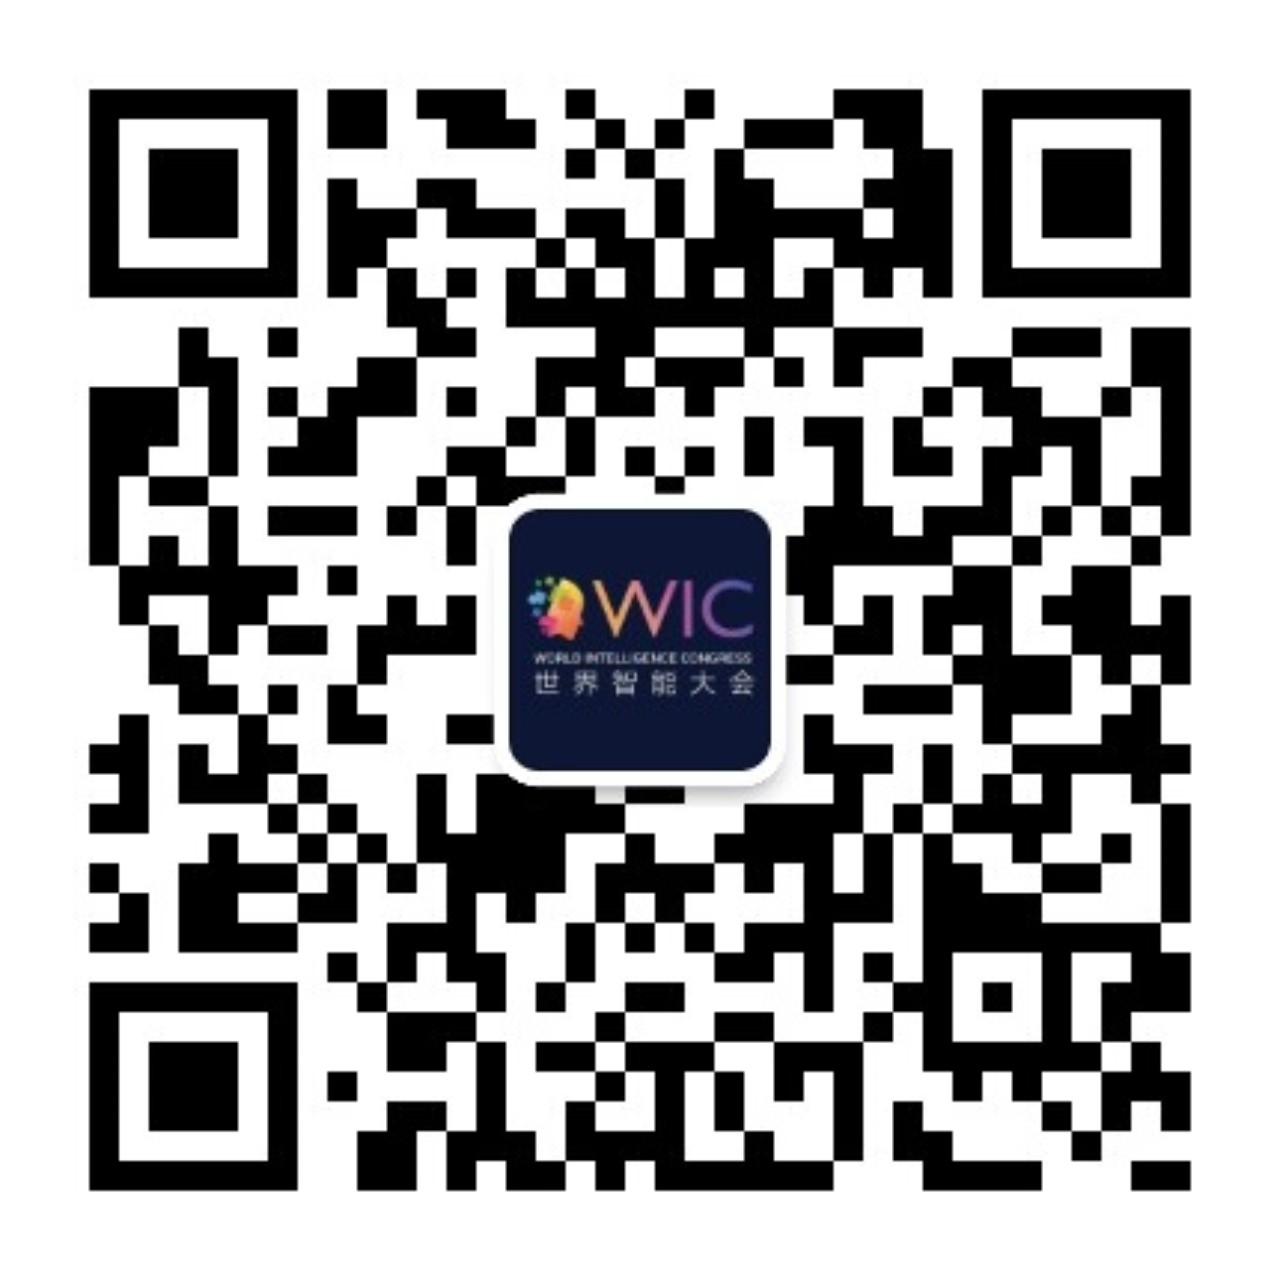 WIC
WORLD INTELLIGENCE CONGRESS
世界智能大会